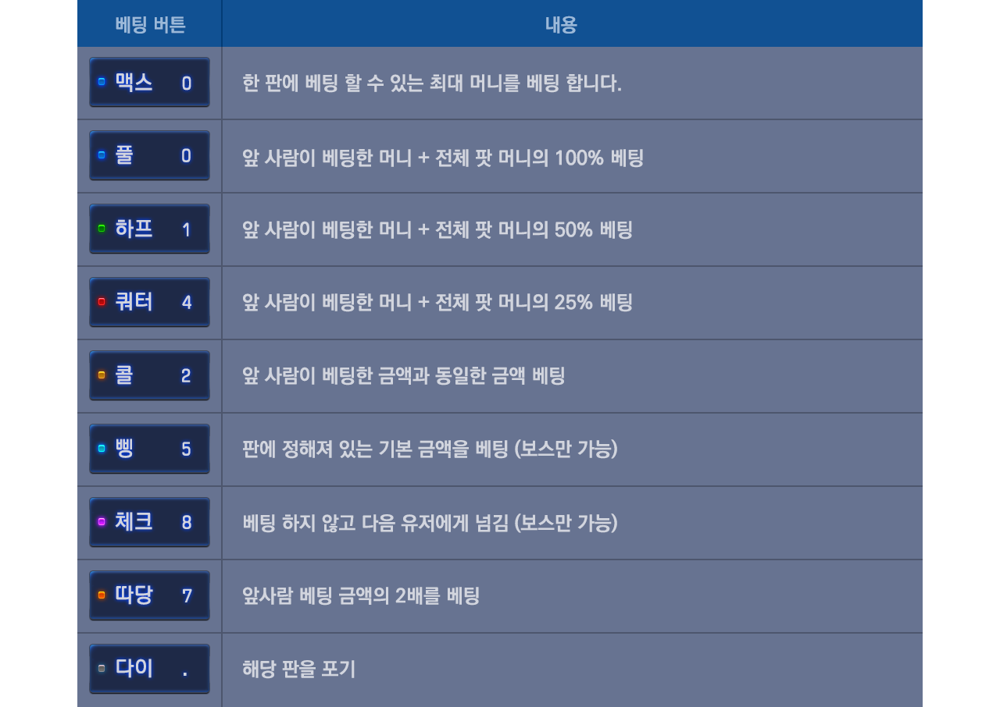 베팅 버튼 내용
맥스 0 한 판에 베팅 할 수 있는 최대 머니를 베팅 합니다.
풀 0 앞 사람이 베팅한 머니 + 전체 팟 머니의 100% 베팅
하프 1 앞 사람이 베팅한 머니 + 전체 팟 머니의 50% 베팅
쿼터 4 앞 사람이 베팅한 머니 + 전체 팟 머니의 25% 베팅
콜 2 앞 사람이 베팅한 금액과 동일한 금액 베팅
삥 5 판에 정해져 있는 기본 금액을 베팅 (보스만 가능)
체크 8 베팅 하지 않고 다음 유저에게 넘김 (보스만 가능)
따당 7 앞사람 베팅 금액의 2배를 베팅
다이 . 해당 판을 포기